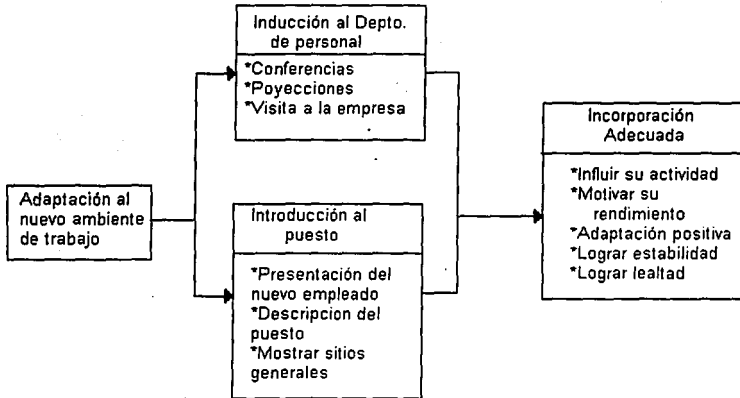 Adaptación al
nuevo ambiente
de trabajo
Inducción al Depto.
de personal
*Conferencias
*Poyecciones
*Visita a la empresa
Introducción al
puesto
*Presentación del
nuevo empleado
*Descripcion del
puesto
*Mostrar sitios
generales
Incorporación
Adecuada
*Influir su actividad
*Motivar su
rendimiento
*Adaptación positiva
*Lograr estabilidad
*Lograr lealtad